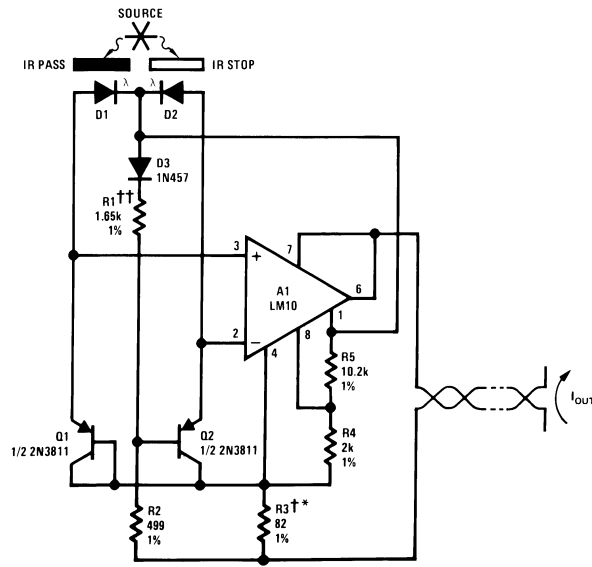 SOURCE
IR PASS
IR STOP
λ
λ
D1
D2
D3
1N457
R1††
1.65k
1%
3
+
7
A1
LM10
6
1
2
−
4
8
R5
10.2k
1%
IOUT
R4
2k
1%
Q1
1/2 2N3811
Q2
1/2 2N3811
R2
499
1%
R3†*
82
1%